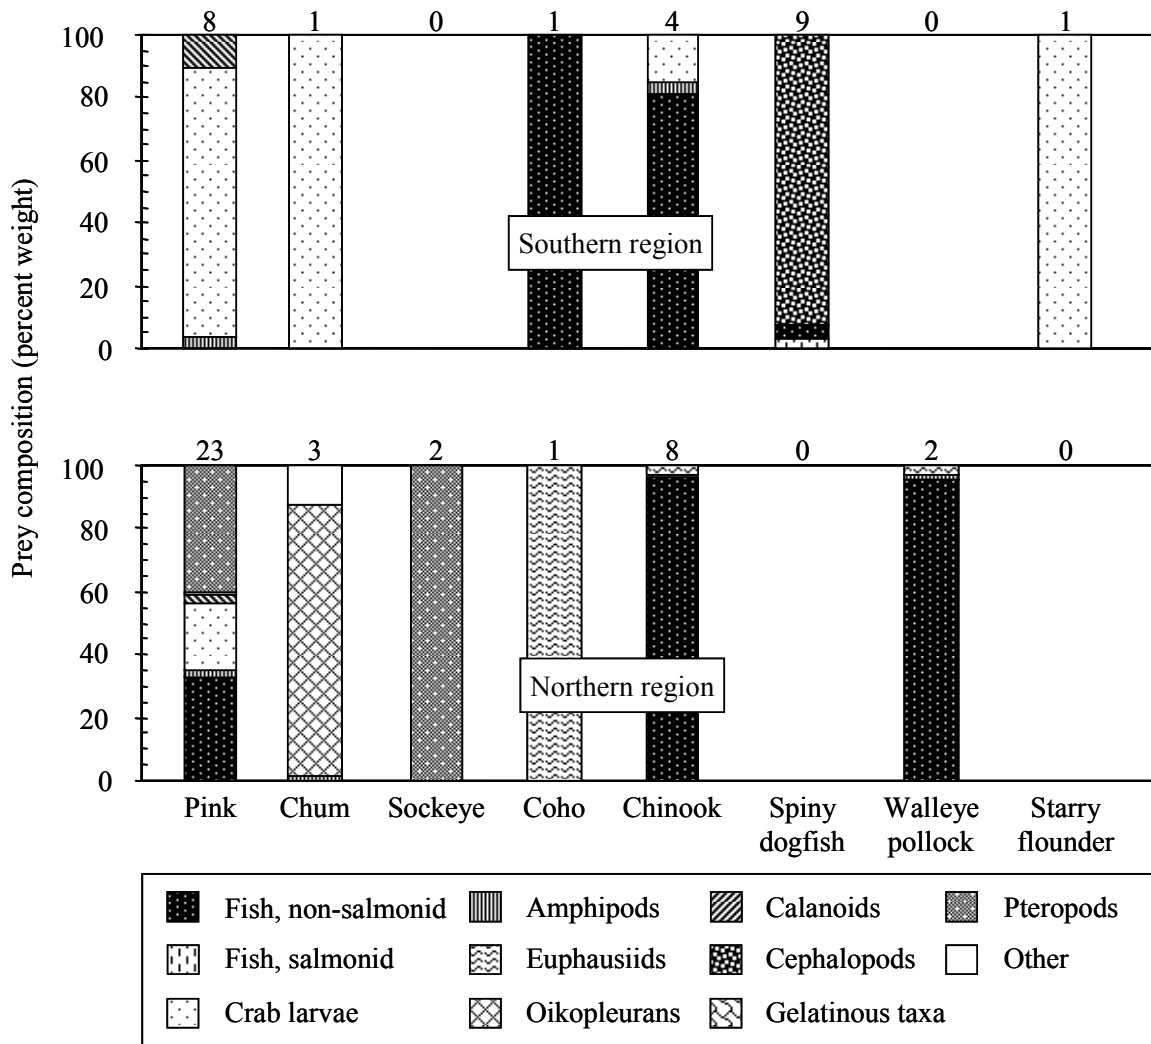 8 1 0 1 4 9 0 1
100
80
60
40
20
0
Southern region
Prey composition (percent weight)
23 3 2 1 8 0 2 0
100
80
60
40
20
0
Northern region
Pink Chum Sockeye Coho Chinook Spiny Walleye Starry
dogfish pollock flounder
Fish, non-salmonid Amphipods Calanoids Pteropods
Fish, salmonid Euphausiids Cephalopods Other
Crab larvae Oikopleurans Gelatinous taxa